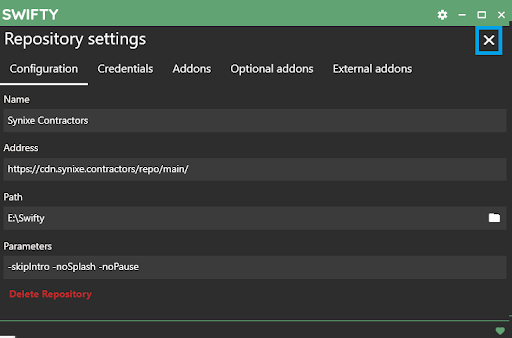 SWIFTY
Repository settings
Configuration Credentials Addons Optional addons External addons
Name
Synixe Contractors
Address
https://cdn.synixe.contractors/repo/main/
Path
E:\Swifty
Parameters
-skipIntro -noSplash -noPause
Delete Repository